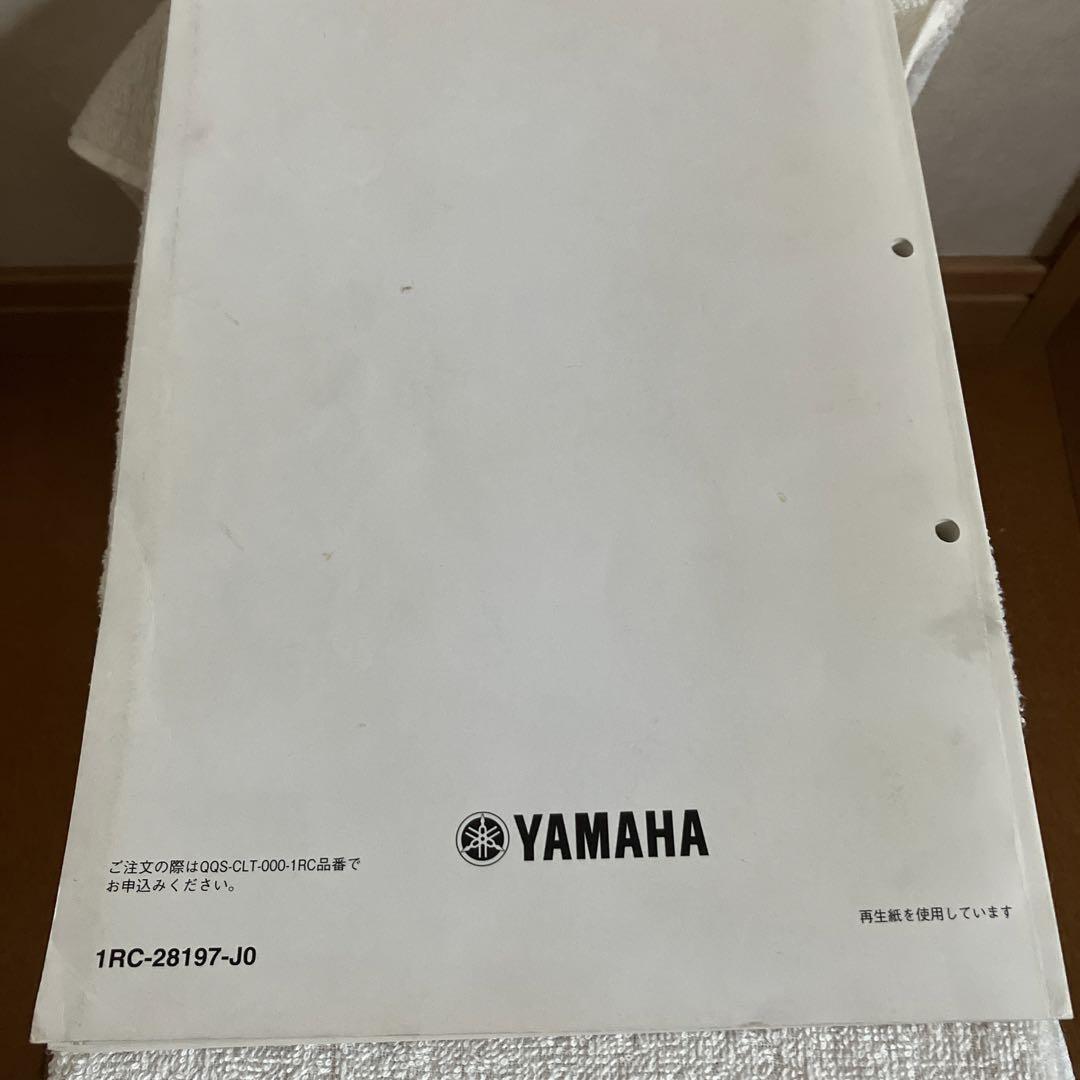 YAMAHA
ご注文の際はQQS-CLT-000-1RC品番で
お申込みください。
再生紙を使用しています
1RC-28197-J0